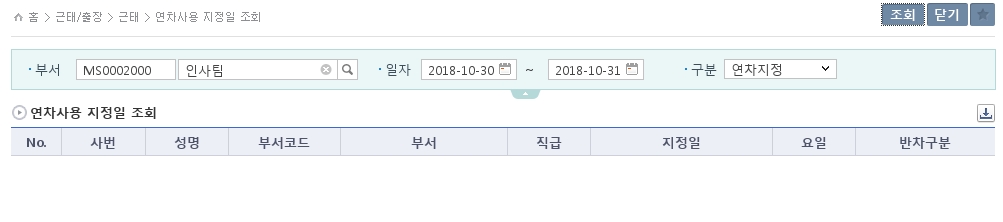 홈 > 근태/출장 > 근태 > 연차사용 지정일 조회
조회 닫기
부서 MS0002000 인사팀 일자 2018-10-30 ~ 2018-10-31 구분 연차지정
연차사용 지정일 조회
No. 사번 성명 부서코드 부서 직급 지정일 요일 반차구분